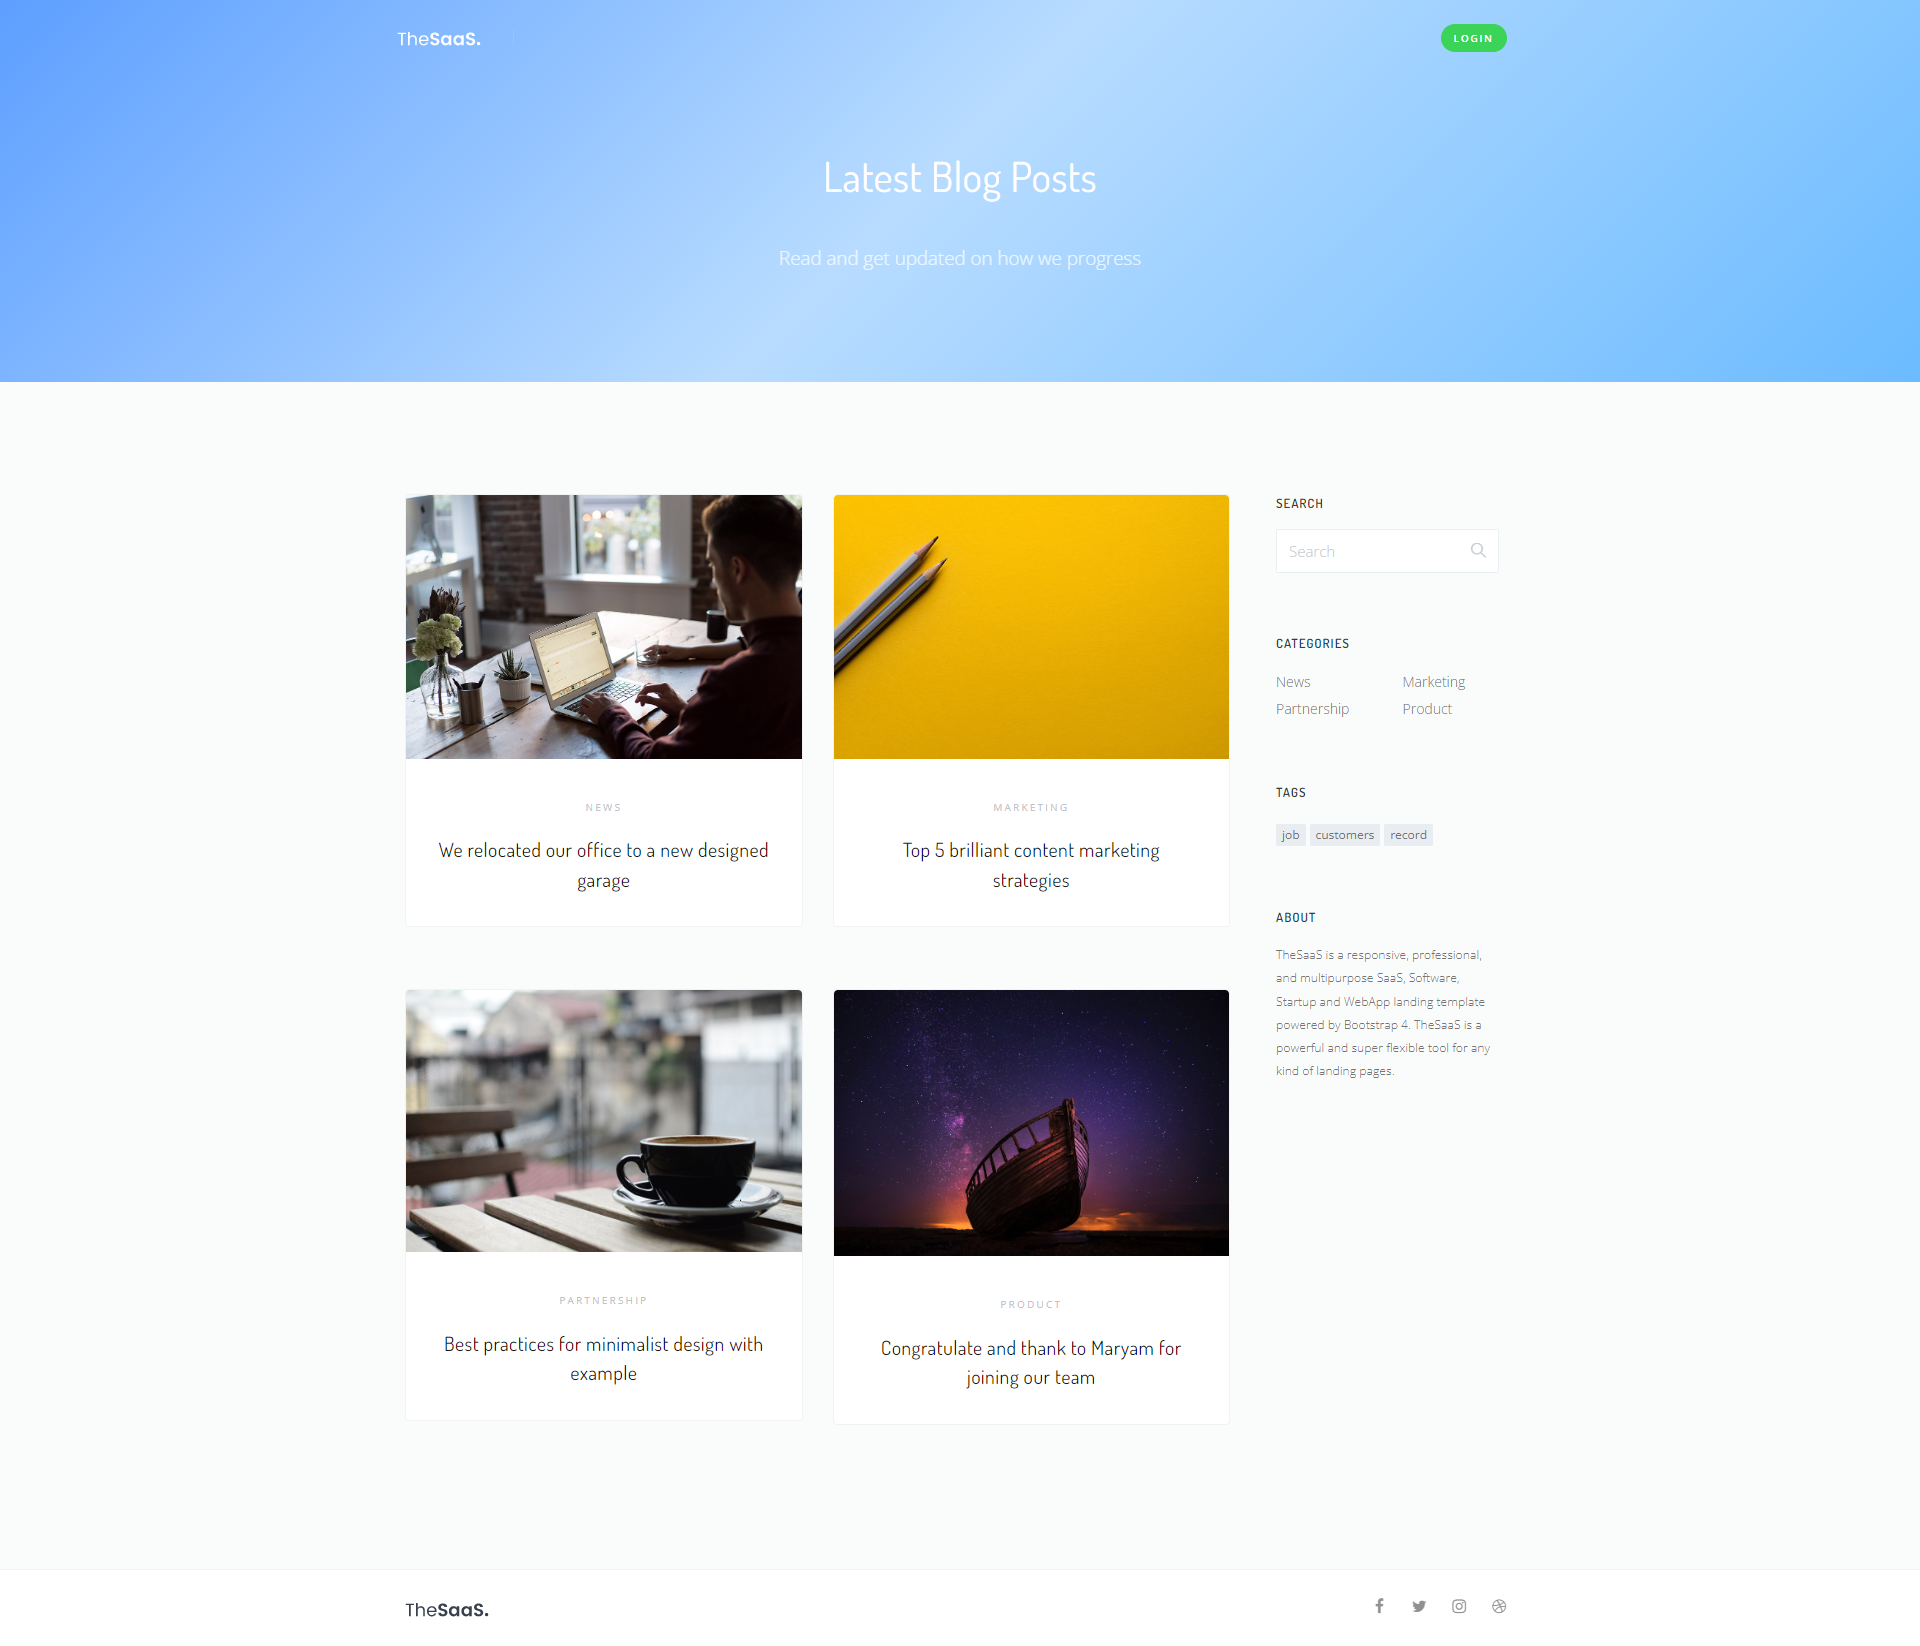 TheSaaS.
LOGIN
Latest Blog Posts
Read and get updated on how we progress
NEWS
We relocated our office to a new designed
garage
MARKETING
Top 5 brilliant content marketing
strategies
PARTNERSHIP
Best practices for minimalist design with
example
PRODUCT
Congratulate and thank to Maryam for
joining our team
SEARCH
Search
CATEGORIES
News Marketing
Partnership Product
TAGS
job customers record
ABOUT
TheSaaS is a responsive, professional,
and multipurpose SaaS, Software,
Startup and WebApp landing template
powered by Bootstrap 4. TheSaaS is a
powerful and super flexible tool for any
kind of landing pages.
TheSaaS.